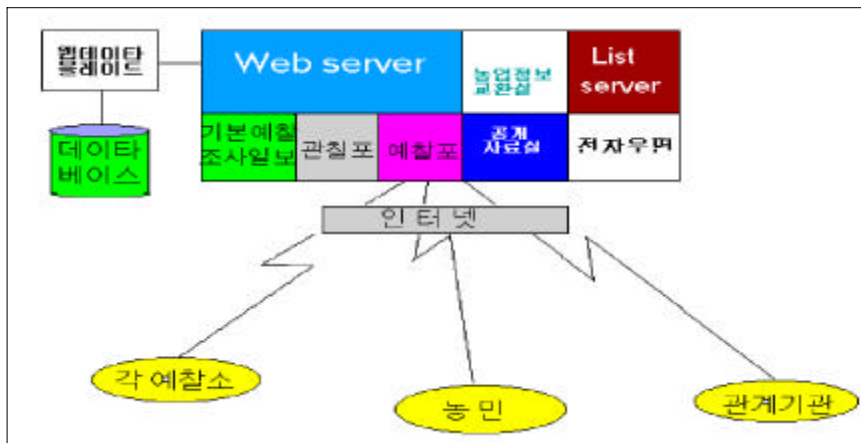 웹데이타
블레이드
Web server
농업정보
교환실
List
server
데이타
베이스
기본예찰
조사일보
관찰포
예찰포
공개
자료실
전자우편
인터넷
각 예찰소
농 민
관계기관